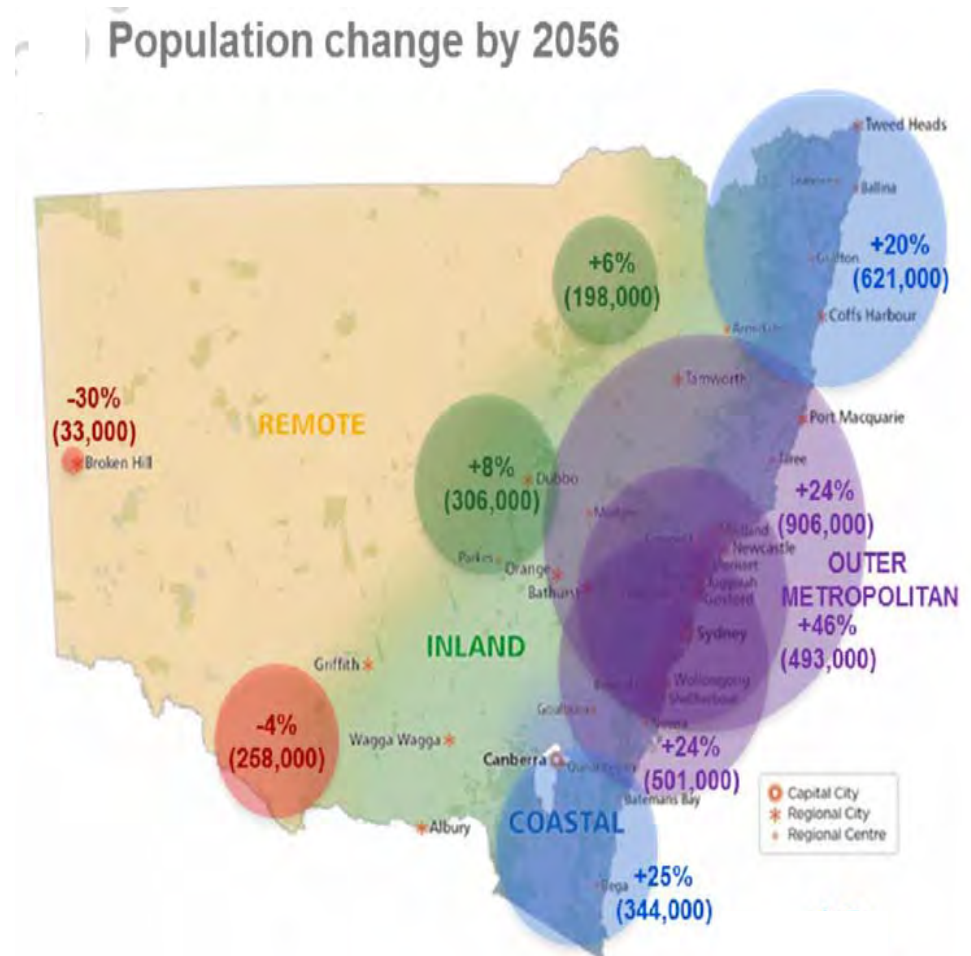 Population change by 2056
Tweed Heads
Ballina
+20%
(621,000)
Grafton
Coffs Harbour
+6%
(198,000)
Armidale
Tamworth
Port Macquarie
-30%
(33,000)
Broken Hill
REMOTE
+8%
(306,000)
Dubbo
Taree
+24%
(906,000)
Mudgee
Maitland
Newcastle
Parkes
Orange
Bathurst
Gosford
OUTER
METROPOLITAN
Sydney
+46%
(493,000)
INLAND
Griffith
Wollongong
Shellharbour
Goulburn
Nowra
-4%
(258,000)
Wagga Wagga
Canberra
+24%
(501,000)
Batemans Bay
Capital City
Regional City
Regional Centre
COASTAL
Albury
Bega
+25%
(344,000)